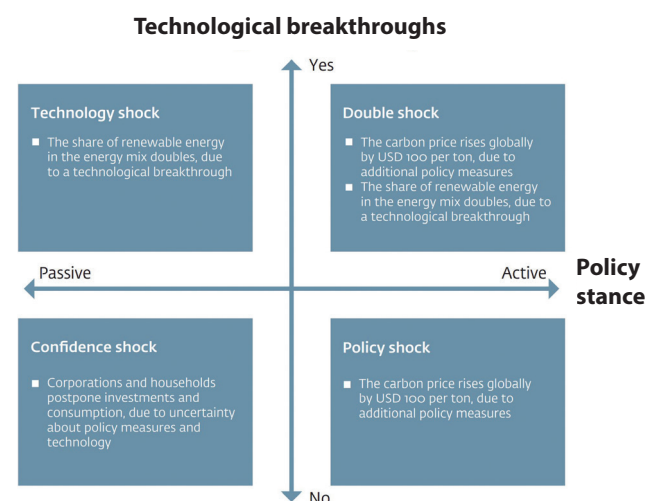 Technological breakthroughs
Yes
Technology shock
■ The share of renewable energy
in the energy mix doubles, due
to a technological breakthrough
Double shock
■ The carbon price rises globally
by USD 100 per ton, due to
additional policy measures
■ The share of renewable energy
in the energy mix doubles, due to
a technological breakthrough
Passive
Active
Policy
stance
Confidence shock
■ Corporations and households
postpone investments and
consumption, due to uncertainty
about policy measures and
technology
Policy shock
■ The carbon price rises globally
by USD 100 per ton, due to
additional policy measures
No